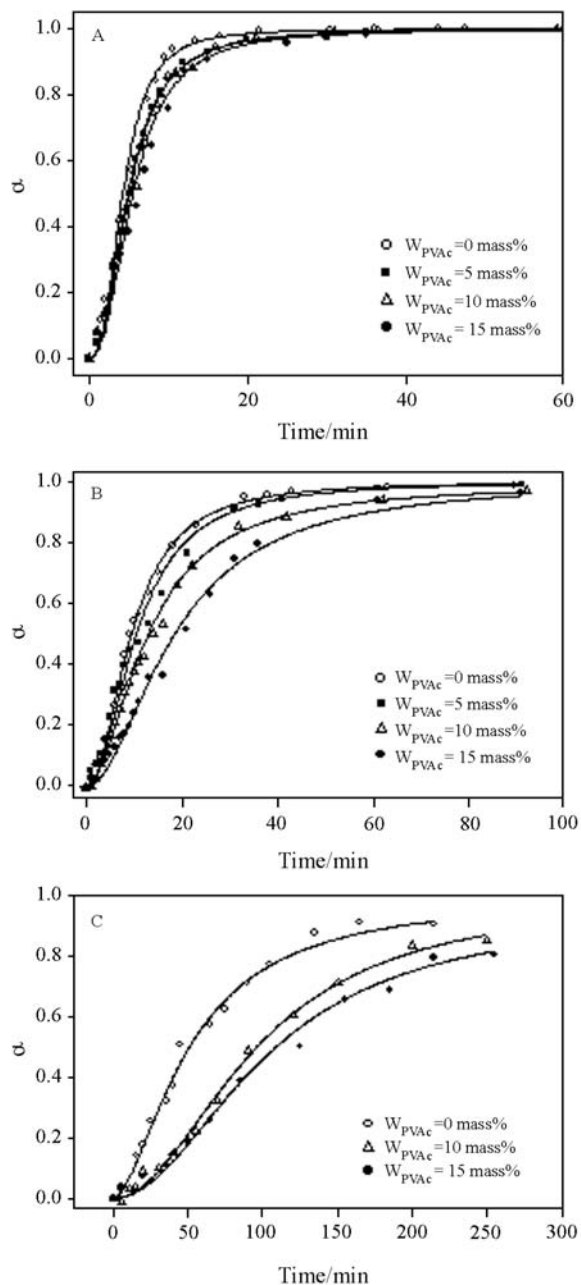 A
1.0
0.8
0.6
0.4
0.2
0.0
α
W_PVAc =0 mass%
W_PVAc =5 mass%
W_PVAc =10 mass%
W_PVAc = 15 mass%
0 20 40 60
Time/min
B
1.0
0.8
0.6
0.4
0.2
0.0
α
W_PVAc =0 mass%
W_PVAc =5 mass%
W_PVAc =10 mass%
W_PVAc = 15 mass%
0 20 40 60 80 100
Time/min
C
1.0
0.8
0.6
0.4
0.2
0.0
α
W_PVAc =0 mass%
W_PVAc =10 mass%
W_PVAc = 15 mass%
0 50 100 150 200 250 300
Time/min